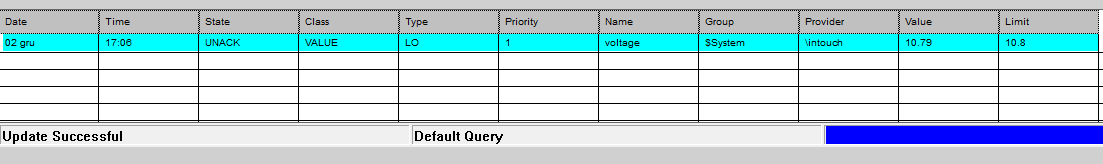 Date Time State Class Type Priority Name Group Provider Value Limit
02 gru 17:06 UNACK VALUE LO 1 voltage $System \intouch 10.79 10.8
Update Successful Default Query